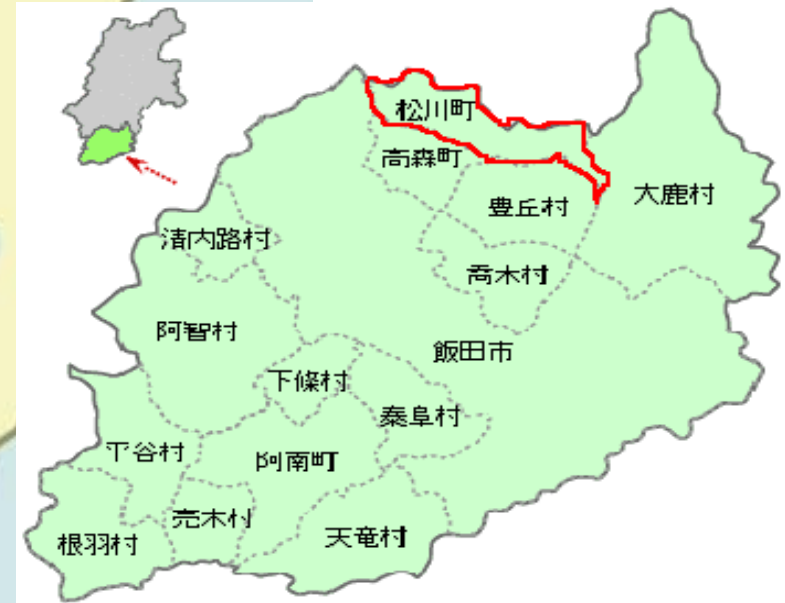 松川町
高森町
豊丘村
大鹿村
清内路村
喬木村
阿智村
飯田市
下條村
泰阜村
平谷村
阿南町
売木村
天竜村
根羽村